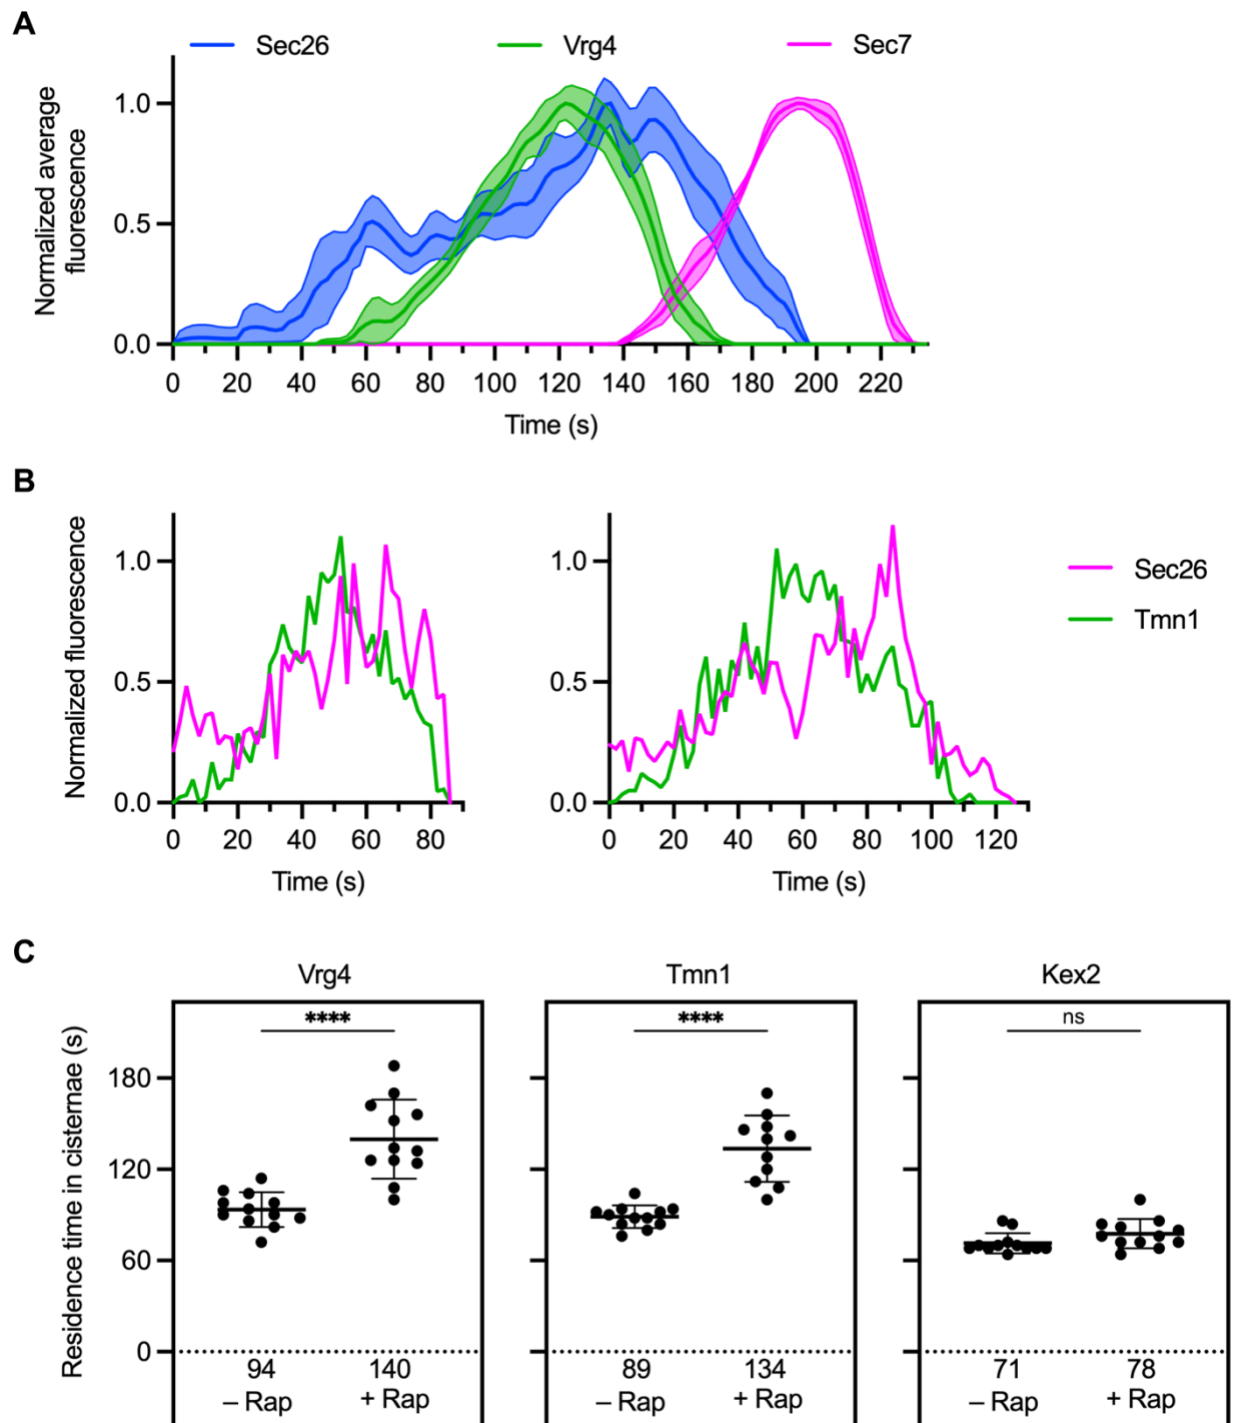 A
Sec26
Vrg4
Sec7
Normalized average
fluorescence
1.0
0.5
0.0
0 20 40 60 80 100 120 140 160 180 200 220
Time (s)
B
Normalized fluorescence
1.0
0.5
0.0
0 20 40 60 80
Time (s)
1.0
0.5
0.0
0 20 40 60 80 100 120
Time (s)
Sec26
Tmn1
C
Vrg4
Tmn1
Kex2
Residence time in cisternae (s)
180
120
60
0
****
****
ns
94 140
– Rap + Rap
89 134
– Rap + Rap
71 78
– Rap + Rap